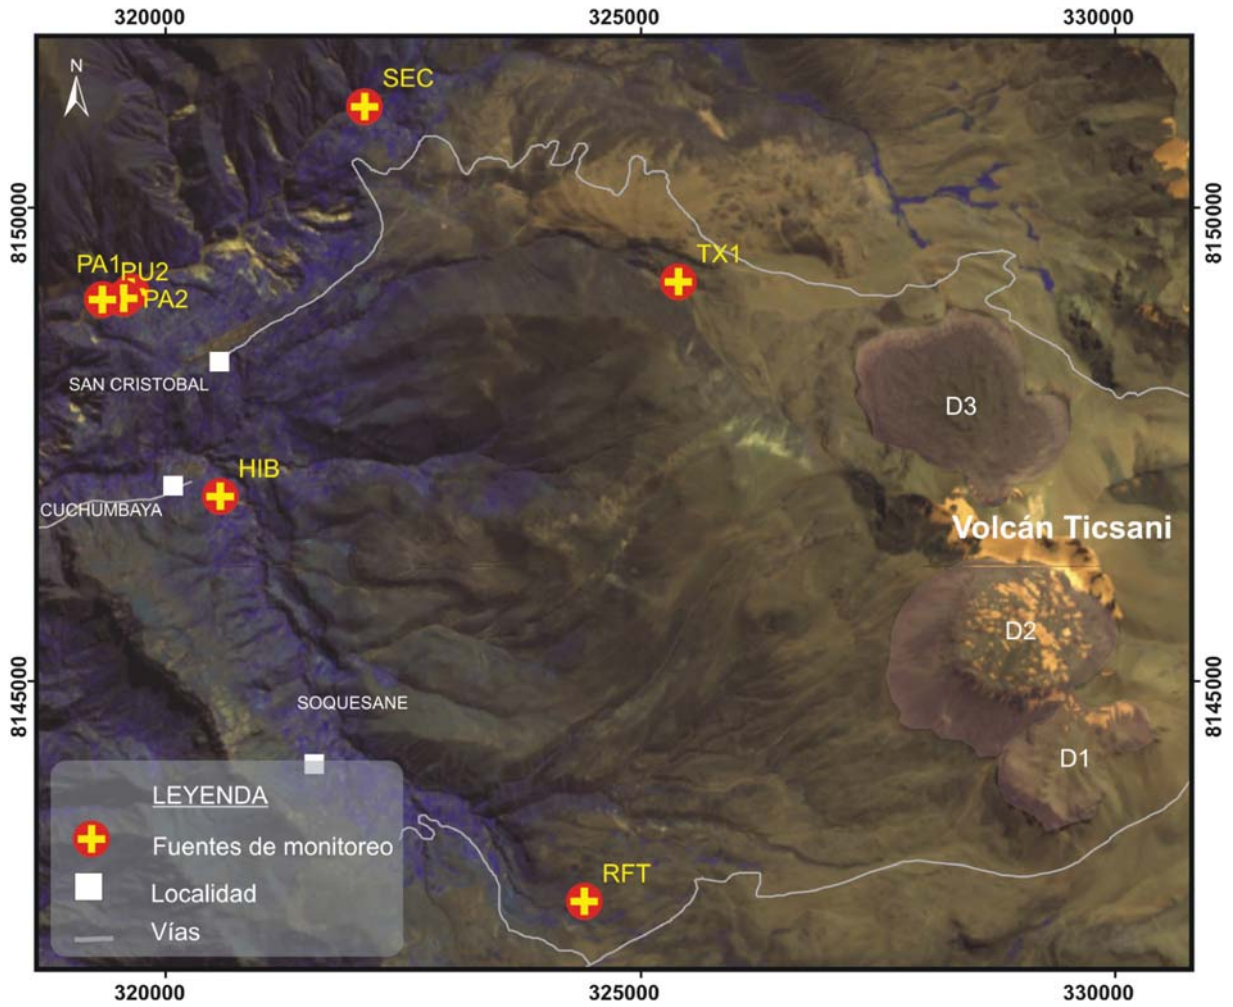 320000
325000
330000
N
SEC
8150000
8150000
TX1
PA1
PU2
PA2
SAN CRISTOBAL
D3
HIB
CUCHUMBAYA
Volcán Ticsani
D2
8145000
8145000
SOQUESANE
D1
LEYENDA
Fuentes de monitoreo
RFT
Localidad
Vías
320000
325000
330000